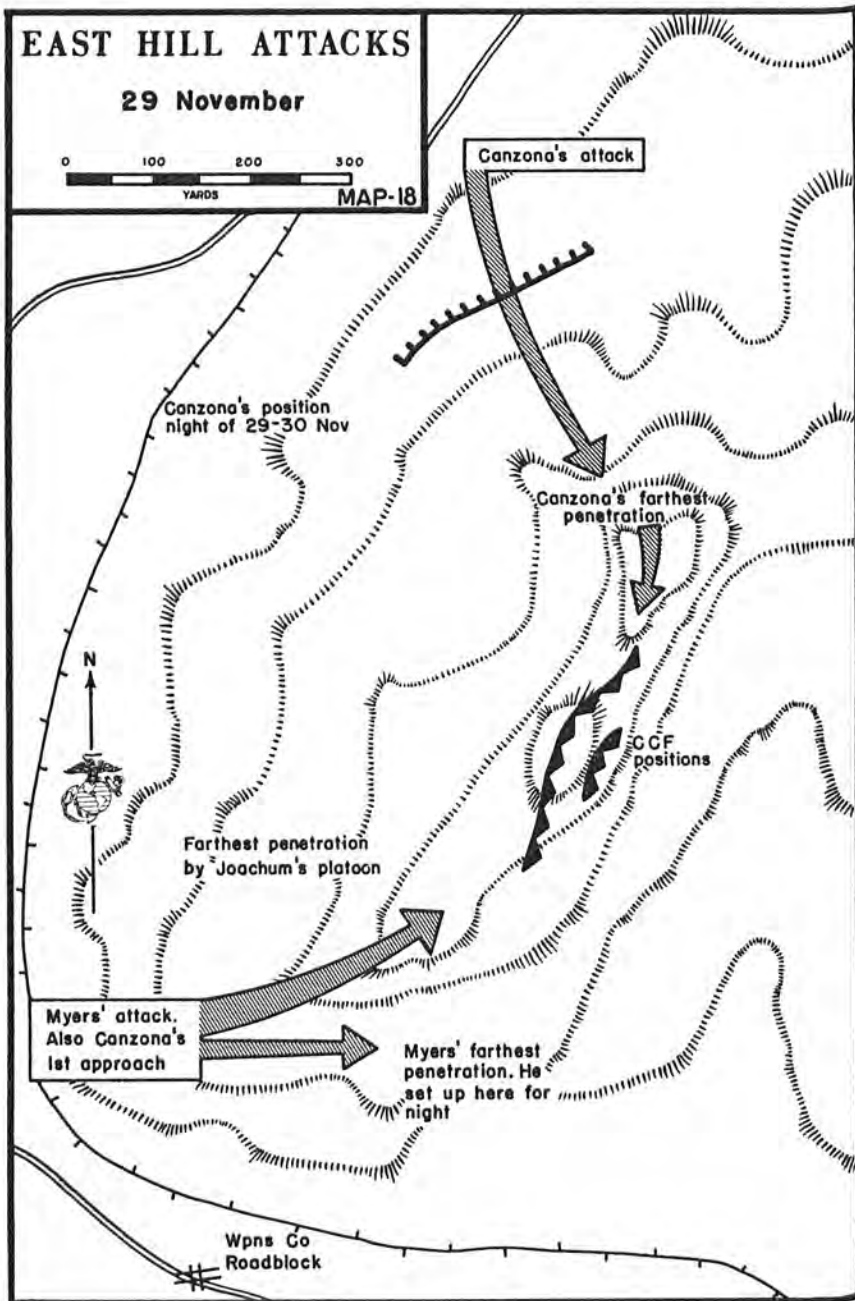 EAST HILL ATTACKS
29 November
0 100 200 300
YARDS
MAP-18
Canzona's attack
Canzona's position
night of 29-30 Nov
Canzona's farthest
penetration
N
CCF
positions
Farthest penetration
by Joachum's platoon
Myers' attack.
Also Canzona's
1st approach
Myers' farthest
penetration. He
set up here for
night
Wpns Co
Roadblock